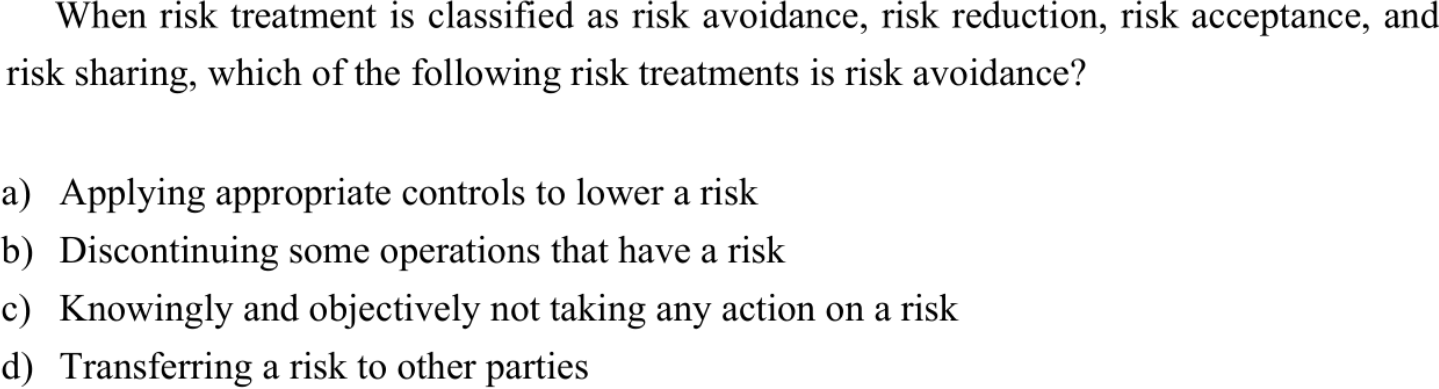 When risk treatment is classified as risk avoidance, risk reduction, risk acceptance, and
risk sharing, which of the following risk treatments is risk avoidance?
a) Applying appropriate controls to lower a risk
b) Discontinuing some operations that have a risk
c) Knowingly and objectively not taking any action on a risk
d) Transferring a risk to other parties